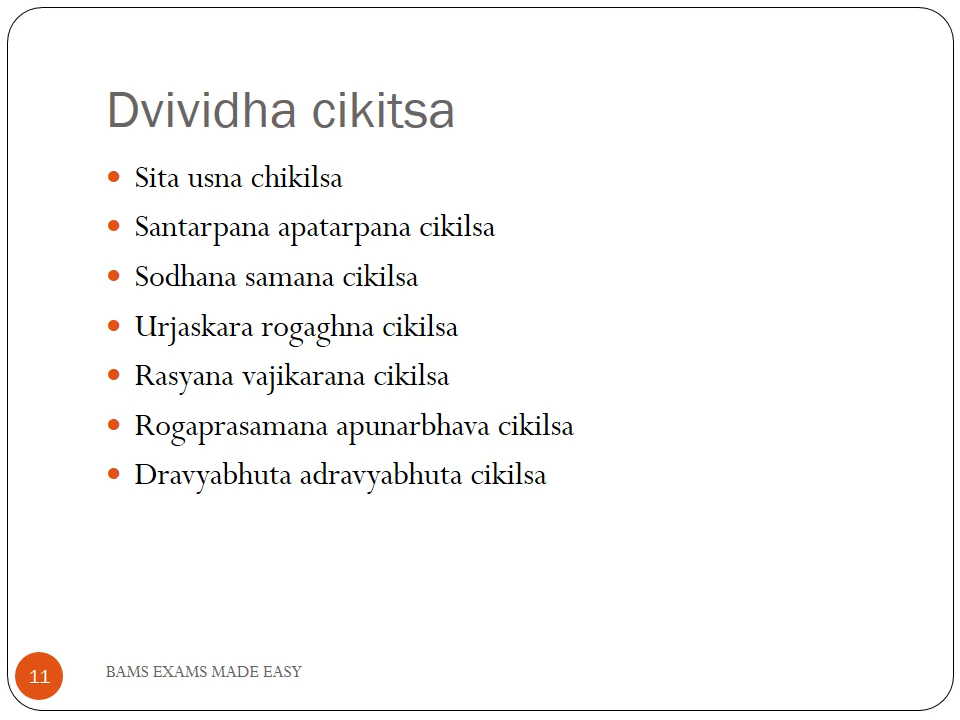 Dvividha cikitsa
Sita usna chikilsa
Santarpana apatarpana cikilsa
Sodhana samana cikilsa
Urjaskara rogaghna cikilsa
Rasyana vajikarana cikilsa
Rogaprasamana apunarbhava cikilsa
Dravyabhuta adravyabhuta cikilsa
11
BAMS EXAMS MADE EASY